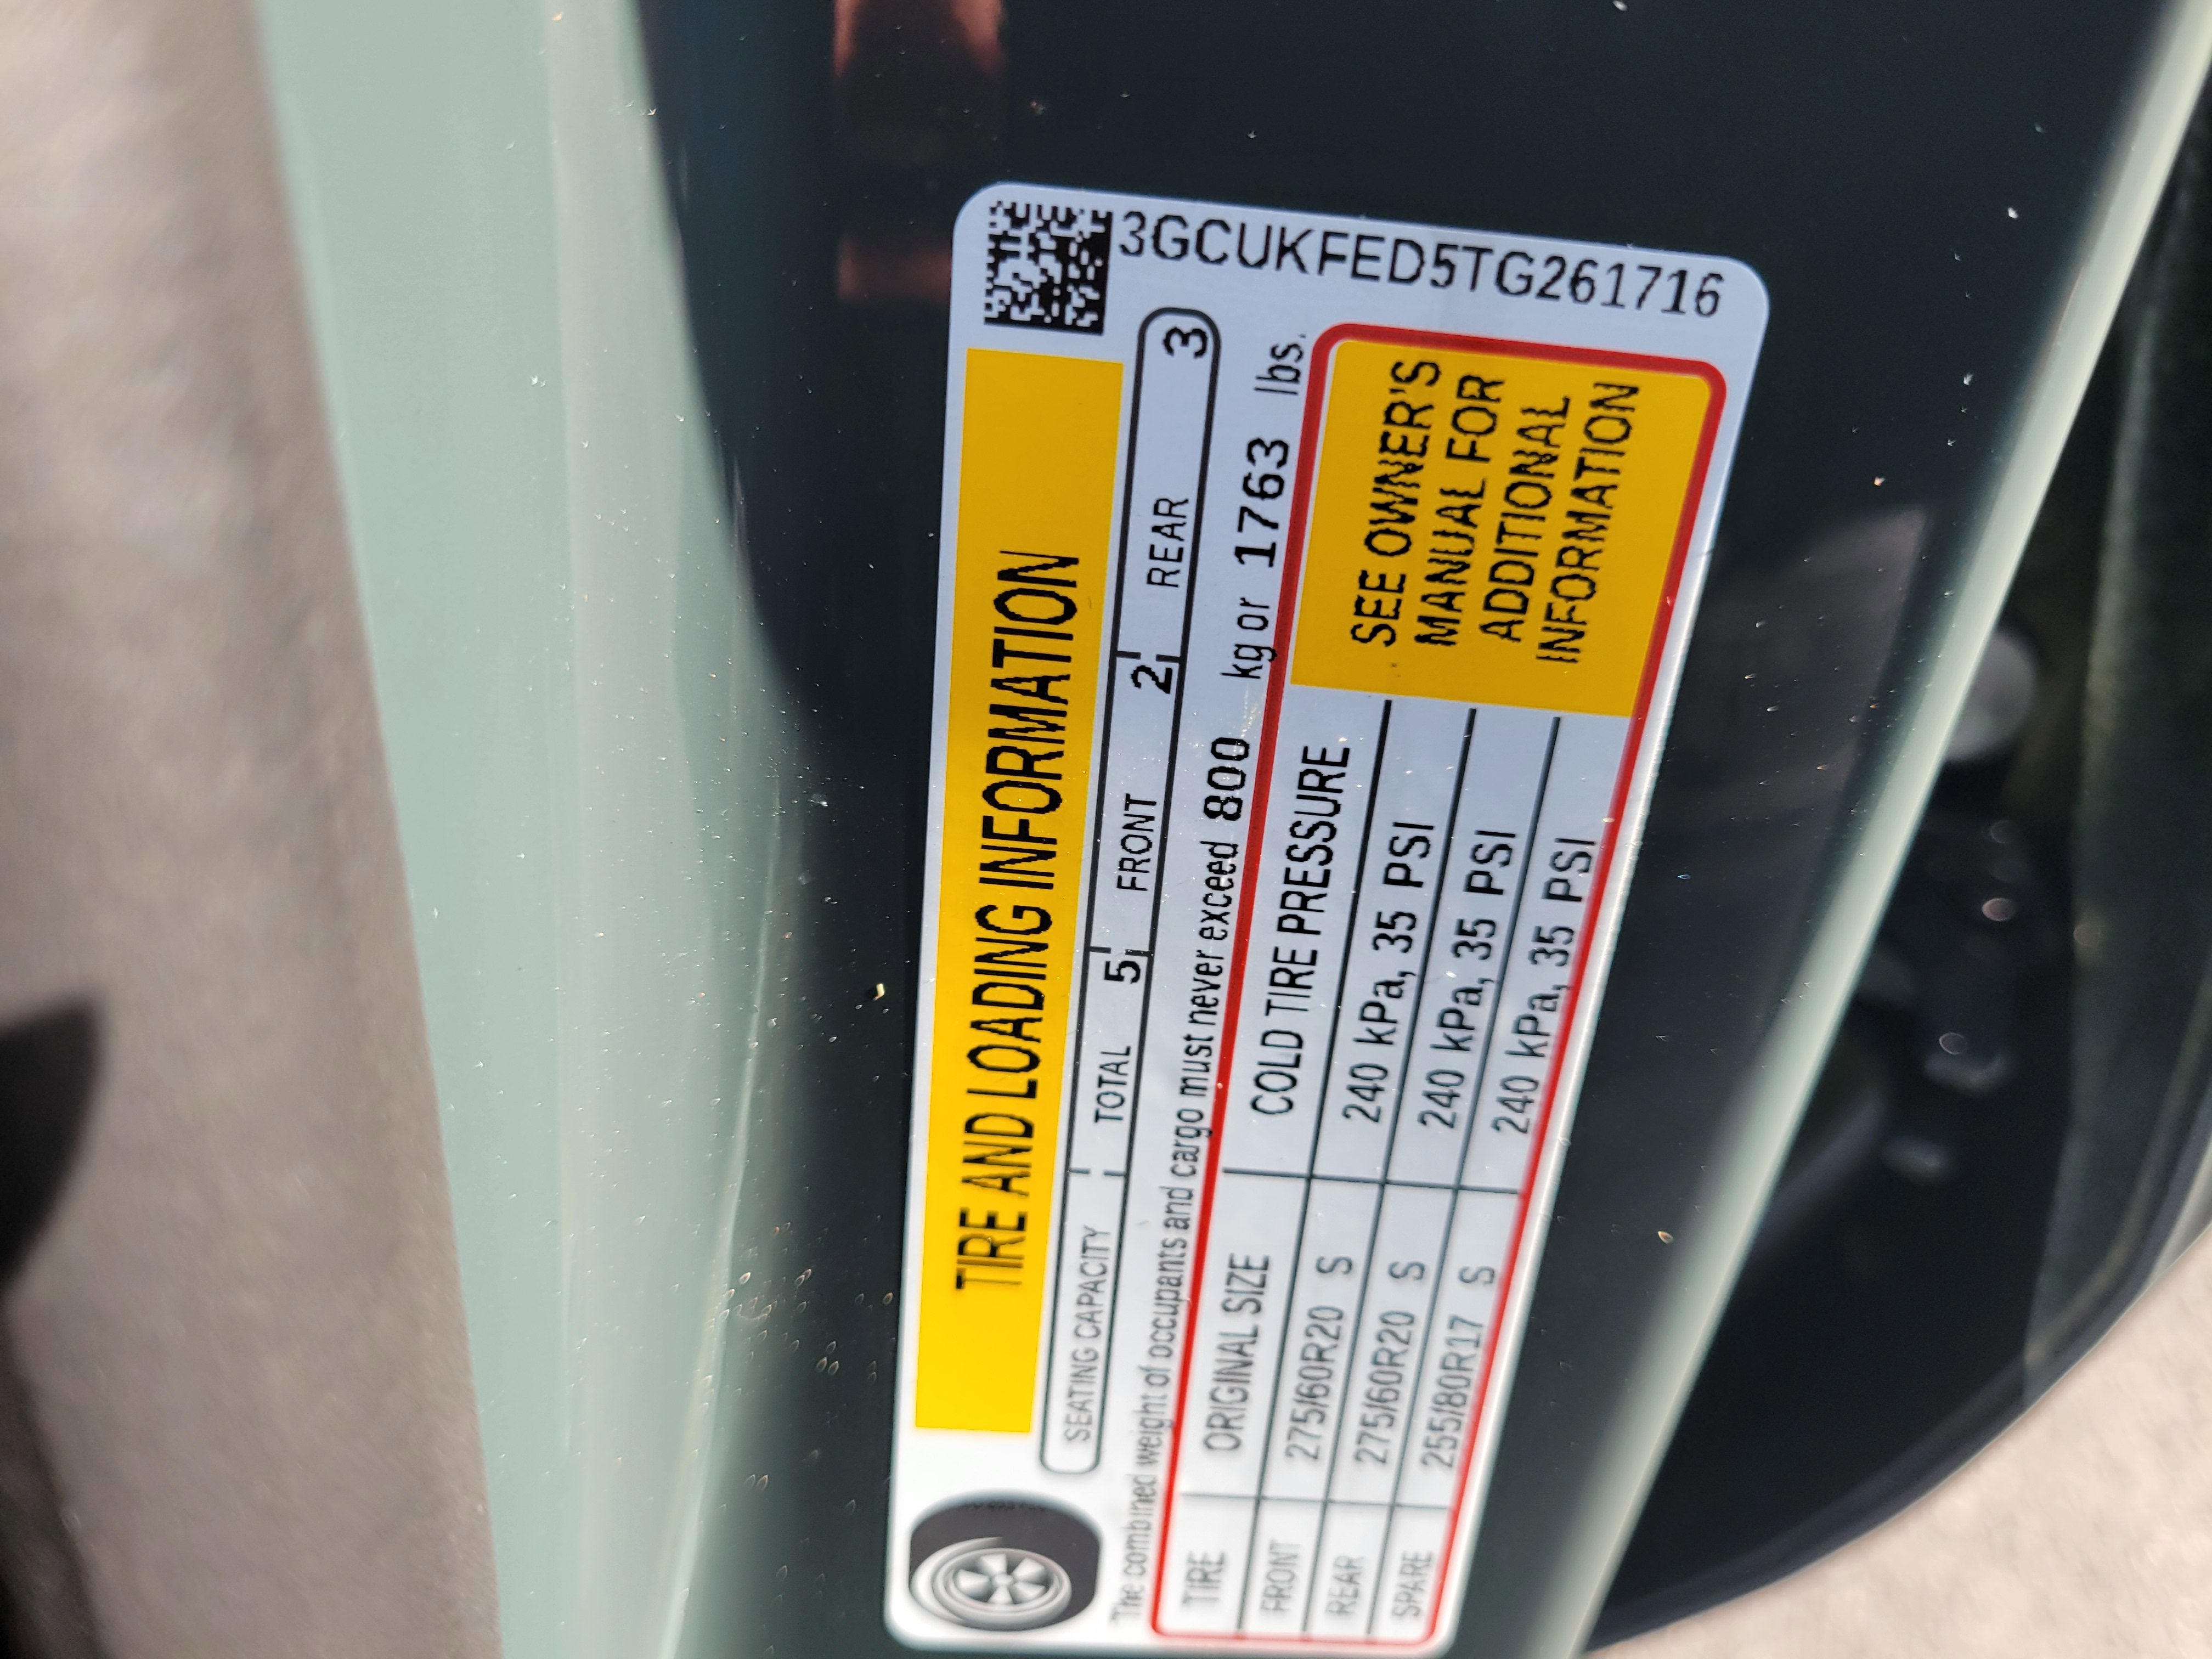 TIRE AND LOADING INFORMATION
SEATING CAPACITY TOTAL 5 FRONT 2 REAR 3
The combined weight of occupants and cargo must never exceed 800 kg or 1763 lbs.
TIRE ORIGINAL SIZE COLD TIRE PRESSURE
FRONT 275/60R20 S 240 kPa, 35 PSI
REAR 275/60R20 S 240 kPa, 35 PSI
SPARE 255/80R17 S 240 kPa, 35 PSI
SEE OWNER'S
MANUAL FOR
ADDITIONAL
INFORMATION
3GCUKFED5TG261716